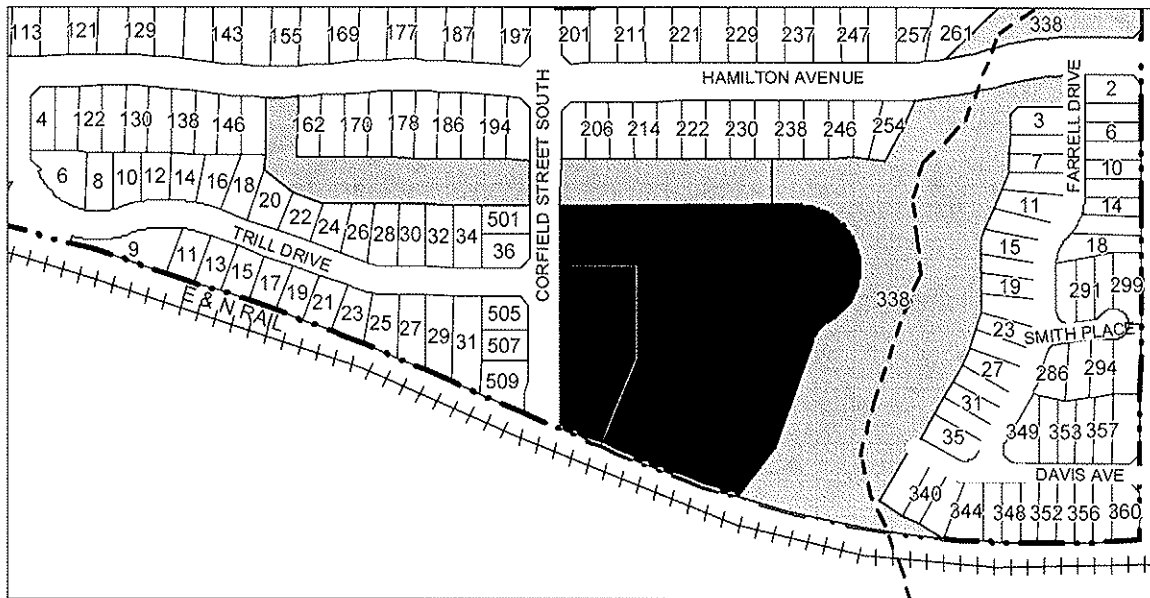 113 121 129 143 155 169 177 187 197 201 211 221 229 237 247 257 261 338
HAMILTON AVENUE
4 122 130 138 146 162 170 178 186 194 206 214 222 230 238 246 254
6 8 10 12 14 16 18 20 22 24 26 28 30 32 34 501
36
TRILL DRIVE
9 11 13 15 17 19 21 23 25 27 29 31 505
507
509
E & N RAIL
CORFIELD STREET SOUTH
338
FARRELL DRIVE
2
3 6
7 10
11 14
15 18
19 291 299
23 SMITH PLACE
27 286 294
31
35 349 353 357
DAVIS AVE
340 344 348 352 356 360